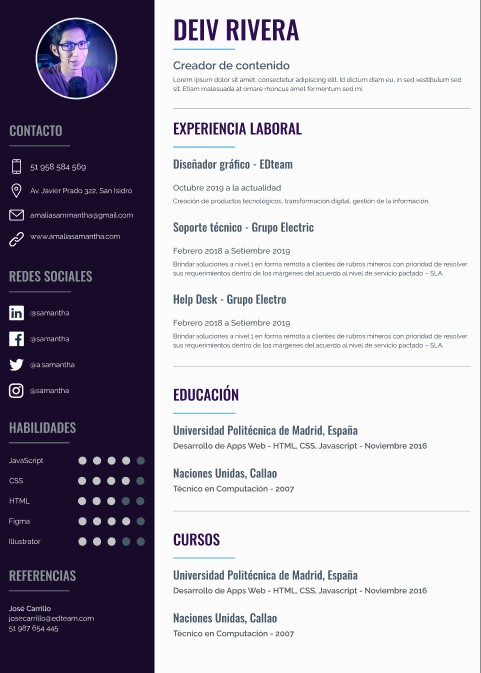 CONTACTO
51 958 584 569
Av. Javier Prado 322, San Isidro
amaliasammantha@gmail.com
www.amaliasamantha.com
REDES SOCIALES
@samantha
@samantha
@a.samantha
@samantha
HABILIDADES
JavaScript
CSS
HTML
Figma
Illustrator
REFERENCIAS
José Carrillo
josecarrillo@edteam.com
51 987 654 445
DEIV RIVERA
Creador de contenido
Lorem ipsum dolor sit amet, consectetur adipiscing elit. Id dictum diam eu, in sed vestibulum sed
sit. Etiam malesuada at ornare rhoncus amet fermentum sed mi.
EXPERIENCIA LABORAL
Diseñador gráfico - EDteam
Octubre 2019 a la actualidad
Creación de productos tecnológicos, transformación digital, gestión de la información.
Soporte técnico - Grupo Electric
Febrero 2018 a Setiembre 2019
Brindar soluciones a nivel 1 en forma remota a clientes de rubros mineros con prioridad de resolver
sus requerimientos dentro de los márgenes del acuerdo al nivel de servicio pactado – SLA.
Help Desk - Grupo Electro
Febrero 2018 a Setiembre 2019
Brindar soluciones a nivel 1 en forma remota a clientes de rubros mineros con prioridad de resolver
sus requerimientos dentro de los márgenes del acuerdo al nivel de servicio pactado – SLA.
EDUCACIÓN
Universidad Politécnica de Madrid, España
Desarrollo de Apps Web - HTML, CSS, Javascript - Noviembre 2016
Naciones Unidas, Callao
Técnico en Computación - 2007
CURSOS
Universidad Politécnica de Madrid, España
Desarrollo de Apps Web - HTML, CSS, Javascript - Noviembre 2016
Naciones Unidas, Callao
Técnico en Computación - 2007